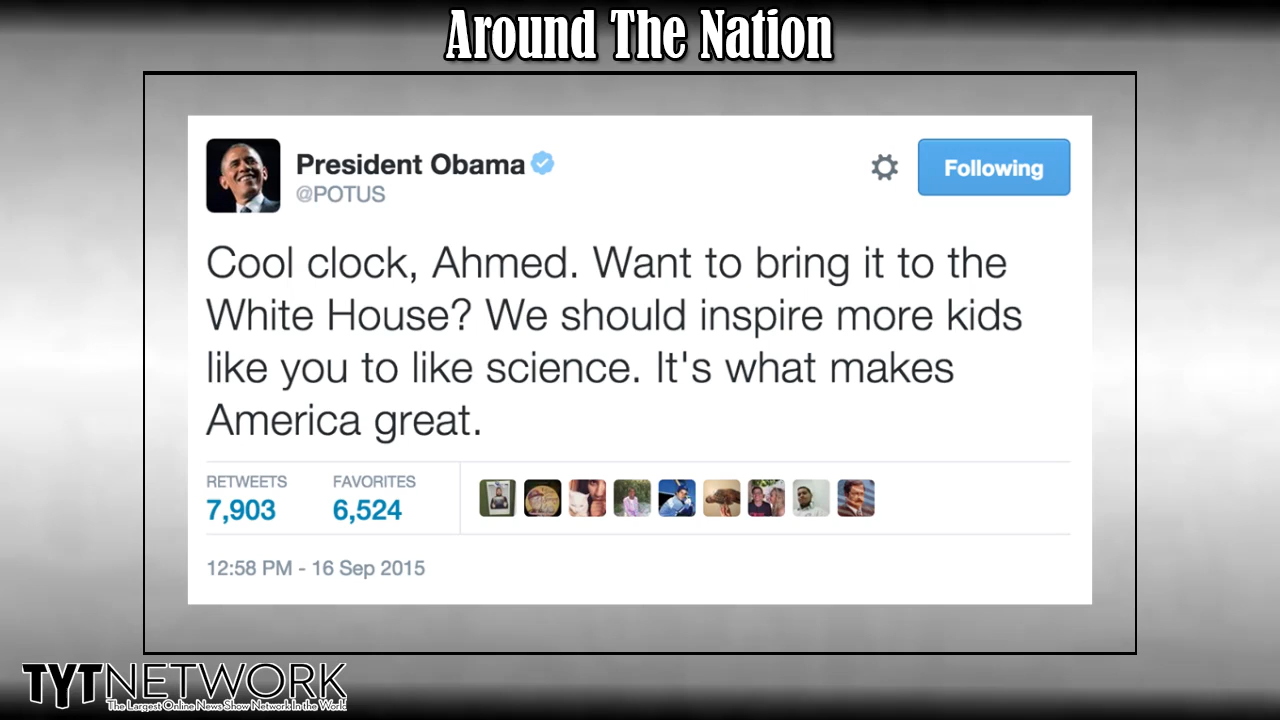 Around The Nation
President Obama
@POTUS
Following
Cool clock, Ahmed. Want to bring it to the
White House? We should inspire more kids
like you to like science. It's what makes
America great.
RETWEETS FAVORITES
7,903 6,524
12:58 PM - 16 Sep 2015
TYTNETWORK
The Largest Online News Show Network In the World